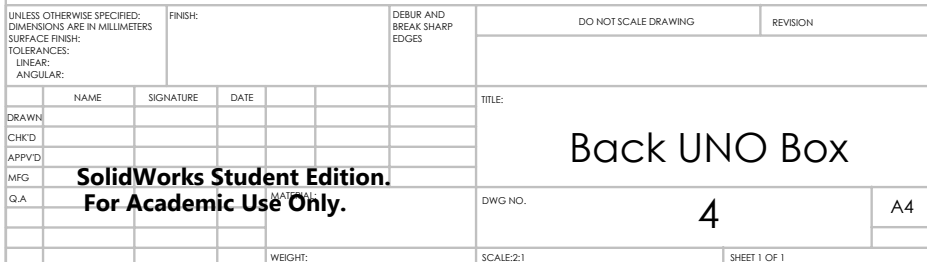 UNLESS OTHERWISE SPECIFIED:
DIMENSIONS ARE IN MILLIMETERS
SURFACE FINISH:
TOLERANCES:
LINEAR:
ANGULAR:
FINISH:
DEBUR AND
BREAK SHARP
EDGES
DO NOT SCALE DRAWING
REVISION
NAME SIGNATURE DATE
DRAWN
CHK'D
APPV'D
MFG
Q.A
SolidWorks Student Edition.
For Academic Use Only.
MATERIAL:
WEIGHT:
TITLE:
Back UNO Box
DWG NO.
4
A4
SCALE:2:1
SHEET 1 OF 1